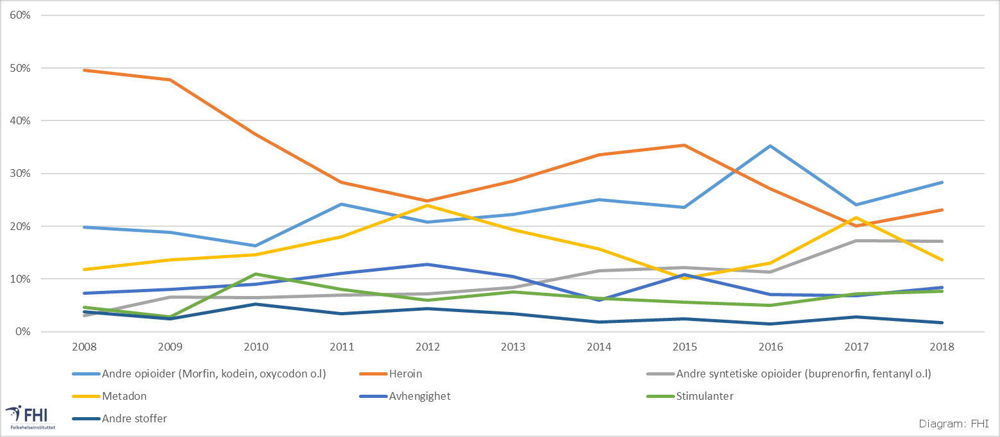 60%
50%
40%
30%
20%
10%
0%
2008 2009 2010 2011 2012 2013 2014 2015 2016 2017 2018
Andre opioider (Morfin, kodein, oxycodon o.l) Heroin Andre syntetiske opioider (buprenorfin, fentanyl o.l)
Metadon Avhengighet Stimulanter
Andre stoffer
FHI
Folkehelseinstituttet
Diagram: FHI